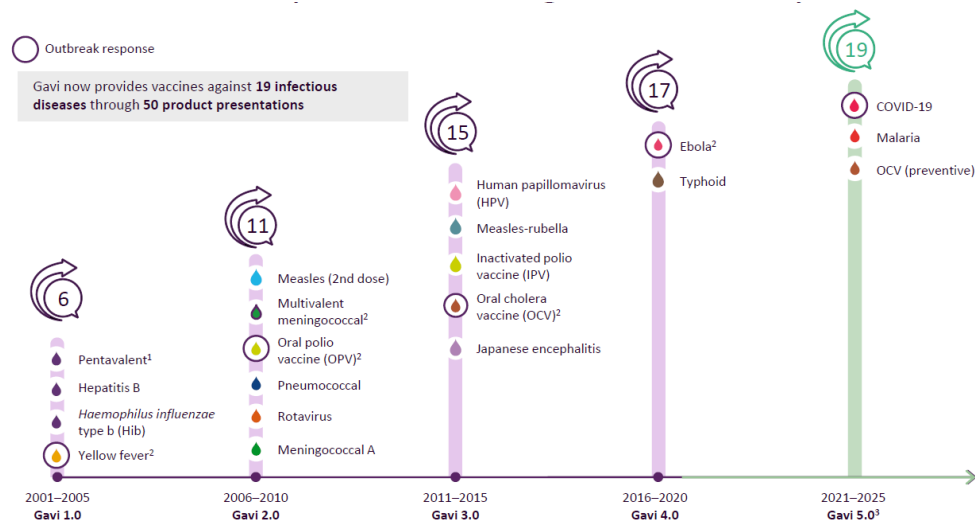 Outbreak response
Gavi now provides vaccines against 19 infectious
diseases through 50 product presentations
6
Pentavalent¹
Hepatitis B
Haemophilus influenzae
type b (Hib)
Yellow fever²
2001–2005
Gavi 1.0
11
Measles (2nd dose)
Multivalent
meningococcal²
Oral polio
vaccine (OPV)²
Pneumococcal
Rotavirus
Meningococcal A
2006–2010
Gavi 2.0
15
Human papillomavirus
(HPV)
Measles-rubella
Inactivated polio
vaccine (IPV)
Oral cholera
vaccine (OCV)²
Japanese encephalitis
2011–2015
Gavi 3.0
17
Ebola²
Typhoid
2016–2020
Gavi 4.0
19
COVID-19
Malaria
OCV (preventive)
2021–2025
Gavi 5.0³